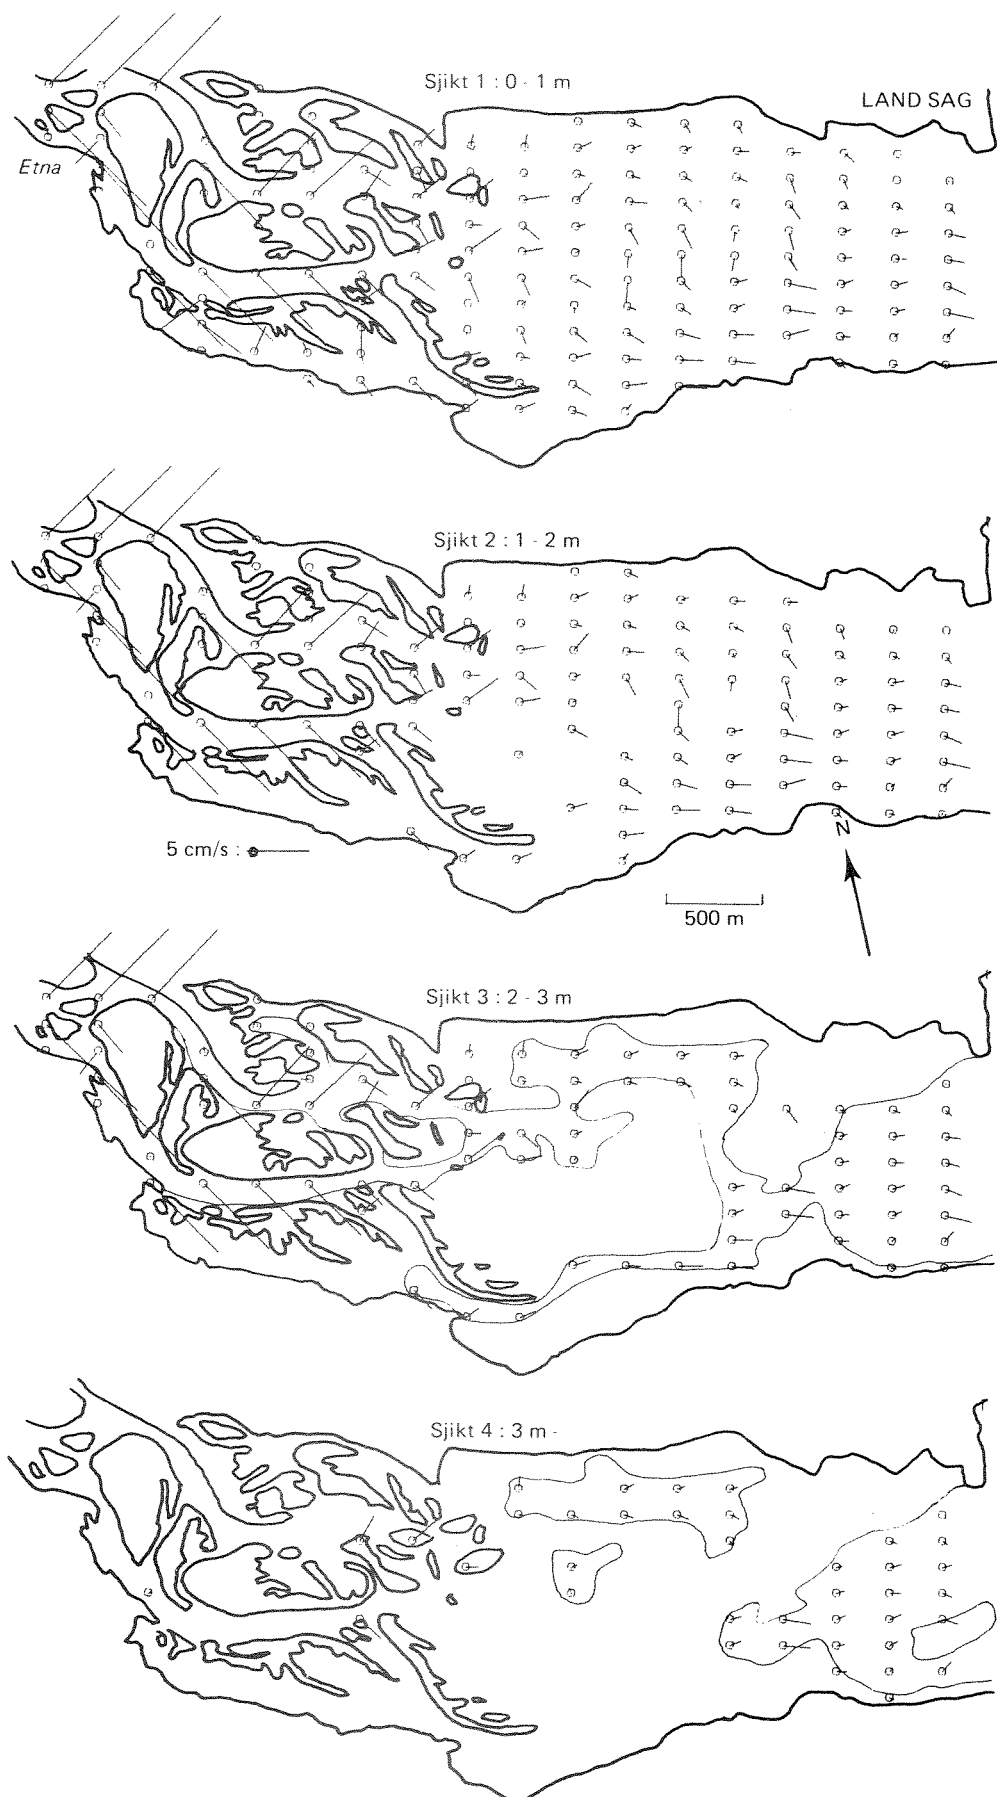 Sjikt 1 : 0 - 1 m
LAND SAG
Etna
Sjikt 2 : 1 - 2 m
5 cm/s :
N
500 m
Sjikt 3 : 2 - 3 m
Sjikt 4 : 3 m -